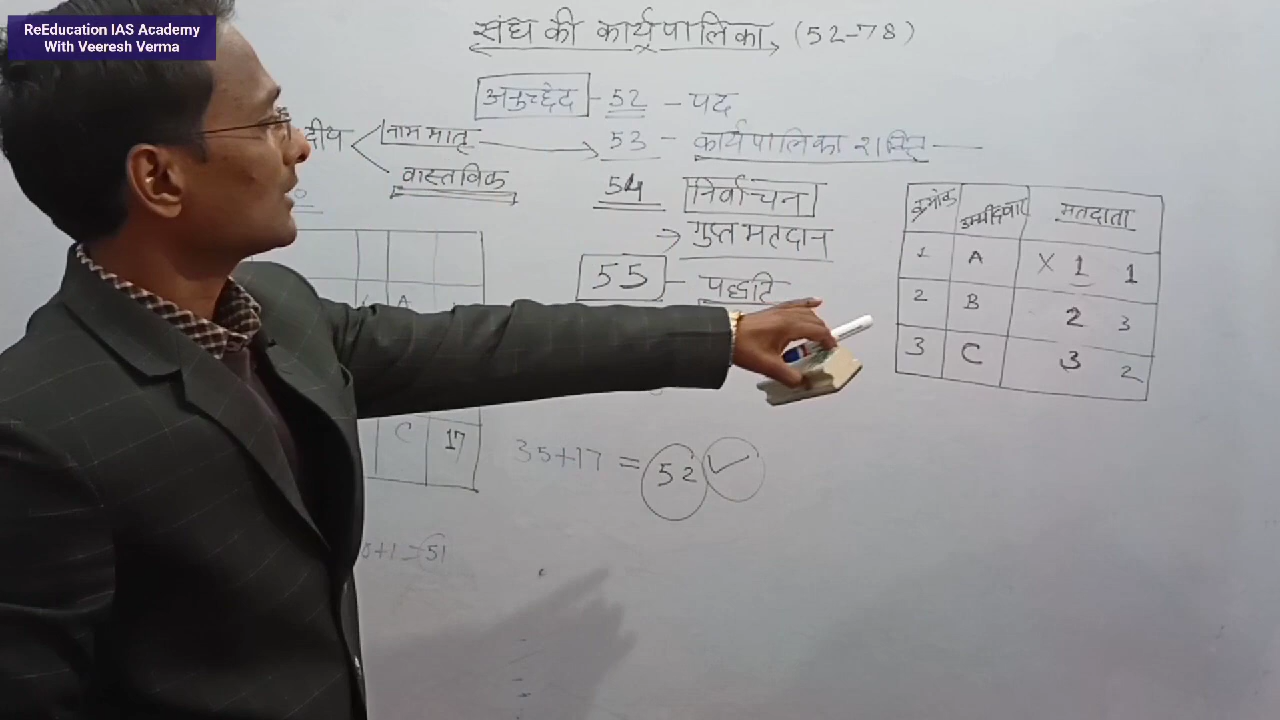 ReEducation IAS Academy
With Veeresh Verma
संघ की कार्यपालिका, (52-78)
अनुच्छेद - 52 - पद
नाममात्र
53 - कार्यपालिका शक्ति
वास्तविक
54 निर्वाचन
गुप्त मतदान
55 - पद्धति
क्रमांक उम्मीदवार मतदाता
1 A X 1 1
2 B 2 3
3 C 3 2
A
C 17
35+17 = 52 ✓
+1 = 51